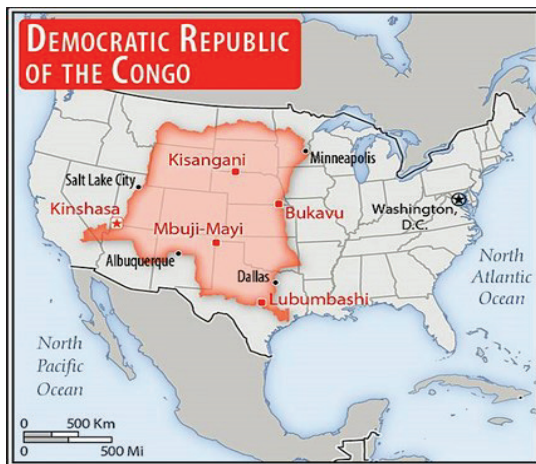 DEMOCRATIC REPUBLIC
OF THE CONGO
Kisangani
Minneapolis
Salt Lake City
Kinshasa
Bukavu
Washington,
D.C.
Mbuji-Mayi
Albuquerque
Dallas
Lubumbashi
North
Atlantic
Ocean
North
Pacific
Ocean
0 500 Km
0 500 Mi